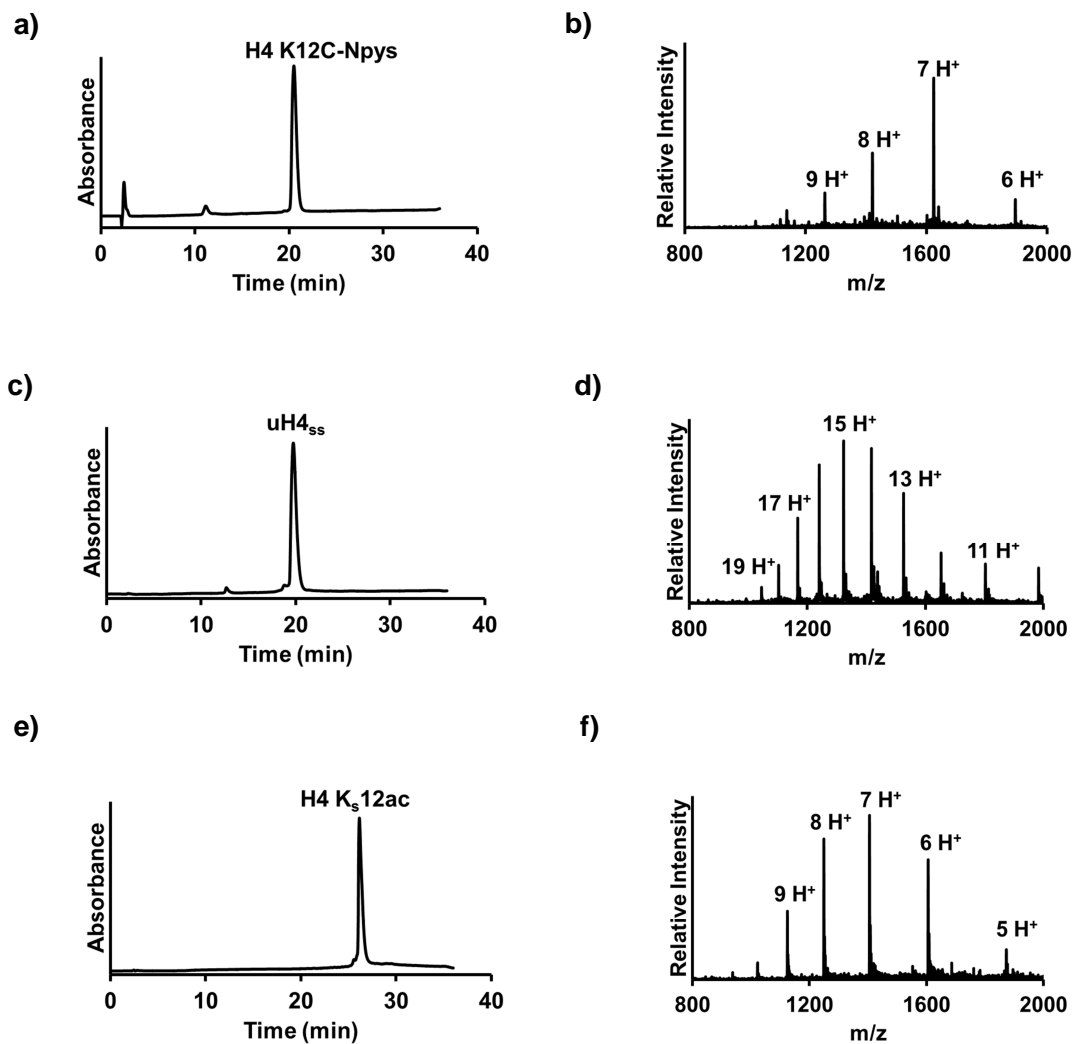 a)
H4 K12C-Npys
Absorbance
0 10 20 30 40
Time (min)
b)
7 H⁺
8 H⁺
9 H⁺
6 H⁺
Relative Intensity
800 1200 1600 2000
m/z
c)
uH4ₛₛ
Absorbance
0 10 20 30 40
Time (min)
d)
15 H⁺
13 H⁺
17 H⁺
11 H⁺
19 H⁺
Relative Intensity
800 1200 1600 2000
m/z
e)
H4 Kₛ12ac
Absorbance
0 10 20 30 40
Time (min)
f)
7 H⁺
8 H⁺
6 H⁺
9 H⁺
5 H⁺
Relative Intensity
800 1200 1600 2000
m/z